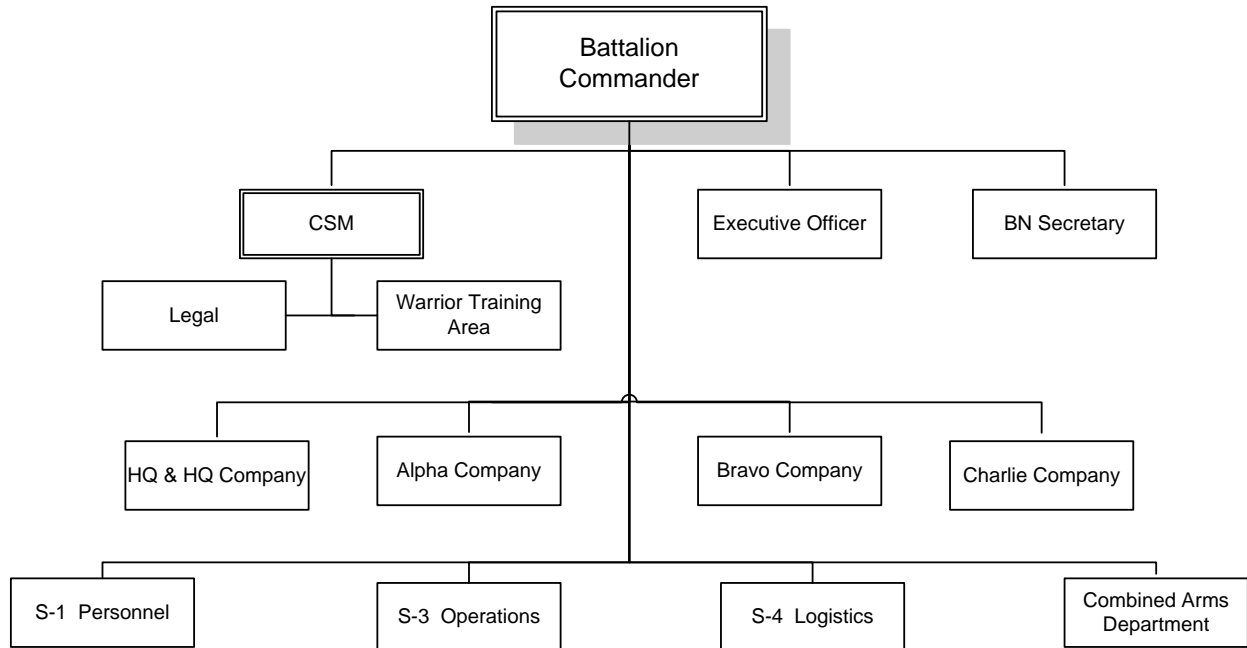 Battalion
Commander
CSM
Executive Officer
BN Secretary
Legal
Warrior Training
Area
HQ & HQ Company
Alpha Company
Bravo Company
Charlie Company
S-1 Personnel
S-3 Operations
S-4 Logistics
Combined Arms
Department